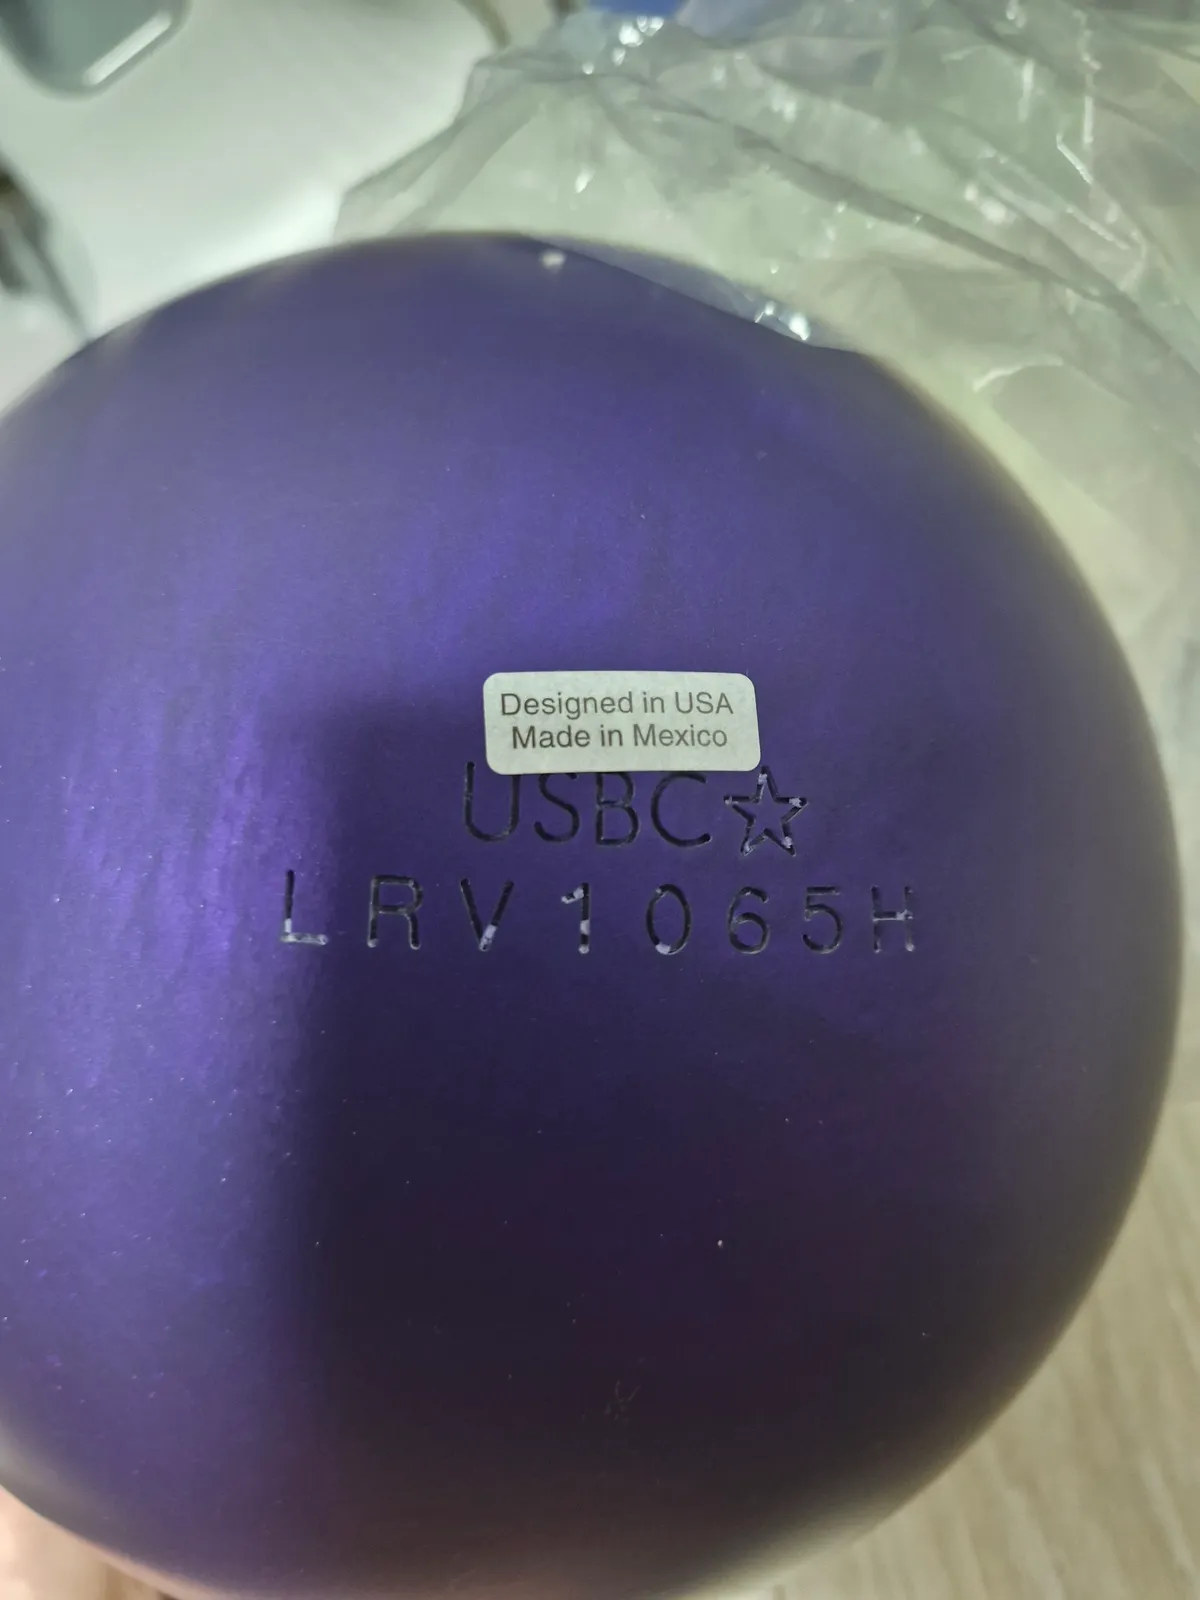 Designed in USA
Made in Mexico
USBC☆
LRV1065H